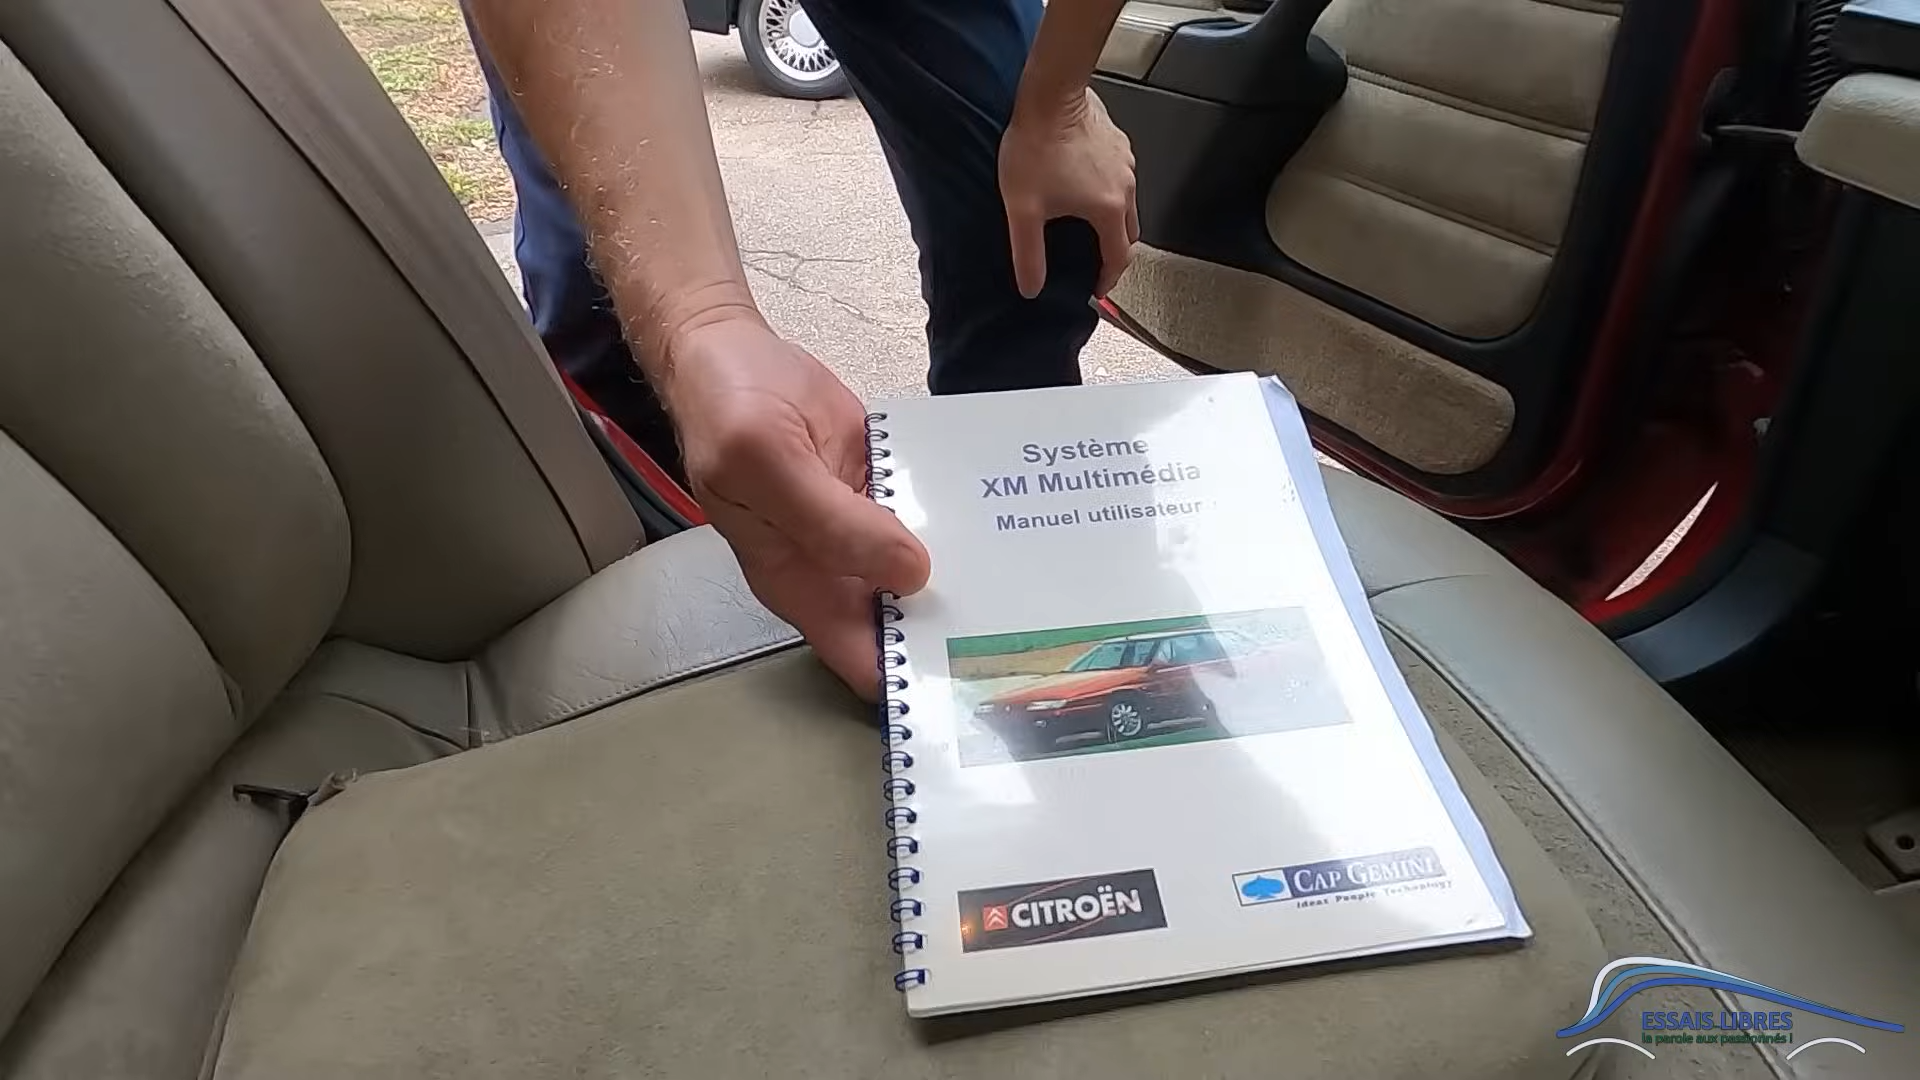 Système
XM Multimédia
Manuel utilisateur
CITROËN
CAP GEMINI
Ideas People Technology
ESSAIS LIBRES
la parole aux passionnés !